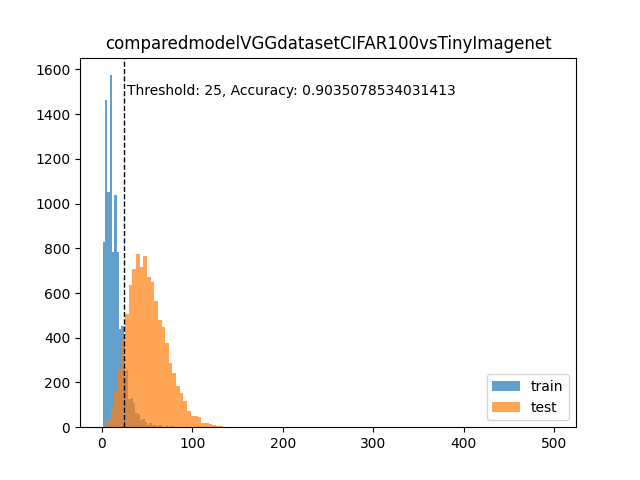 comparedmodelVGGdatasetCIFAR100vsTinyImagenet
1600
Threshold: 25, Accuracy: 0.9035078534031413
1400
1200
1000
800
600
400
200
0
train
test
0 100 200 300 400 500